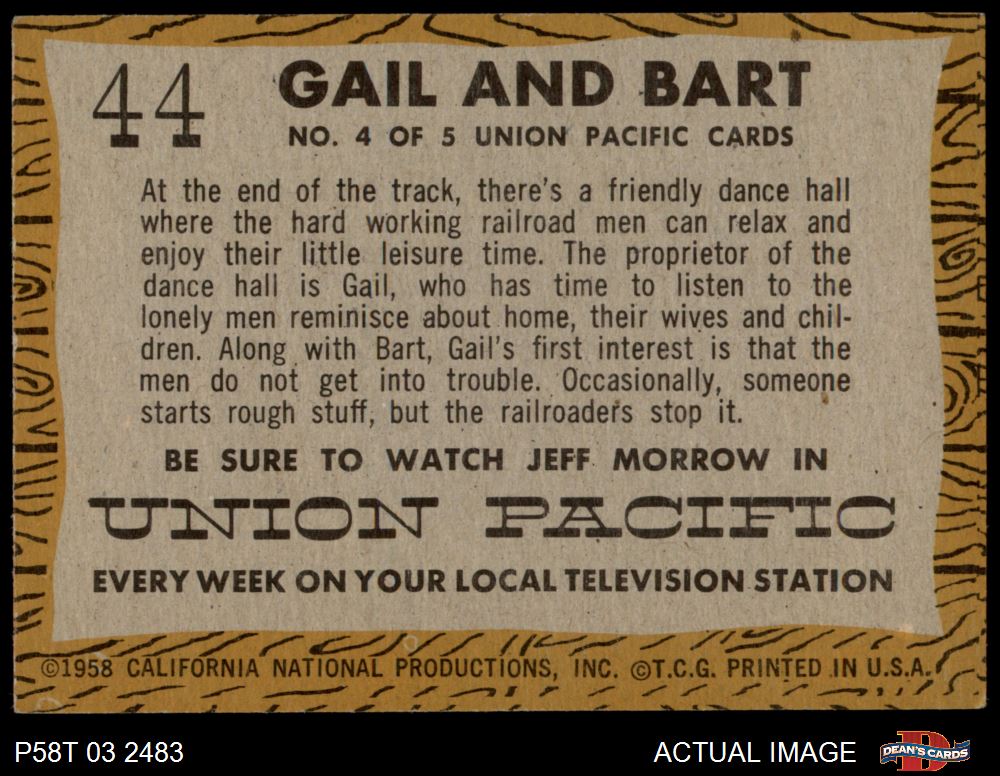 44
GAIL AND BART
NO. 4 OF 5 UNION PACIFIC CARDS
At the end of the track, there's a friendly dance hall
where the hard working railroad men can relax and
enjoy their little leisure time. The proprietor of the
dance hall is Gail, who has time to listen to the
lonely men reminisce about home, their wives and chil-
dren. Along with Bart, Gail's first interest is that the
men do not get into trouble. Occasionally, someone
starts rough stuff, but the railroaders stop it.
BE SURE TO WATCH JEFF MORROW IN
UNION PACIFIC
EVERY WEEK ON YOUR LOCAL TELEVISION STATION
©1958 CALIFORNIA NATIONAL PRODUCTIONS, INC. ©T.C.G. PRINTED IN U.S.A.
P58T 03 2483
ACTUAL IMAGE
D
DEAN'S CARDS